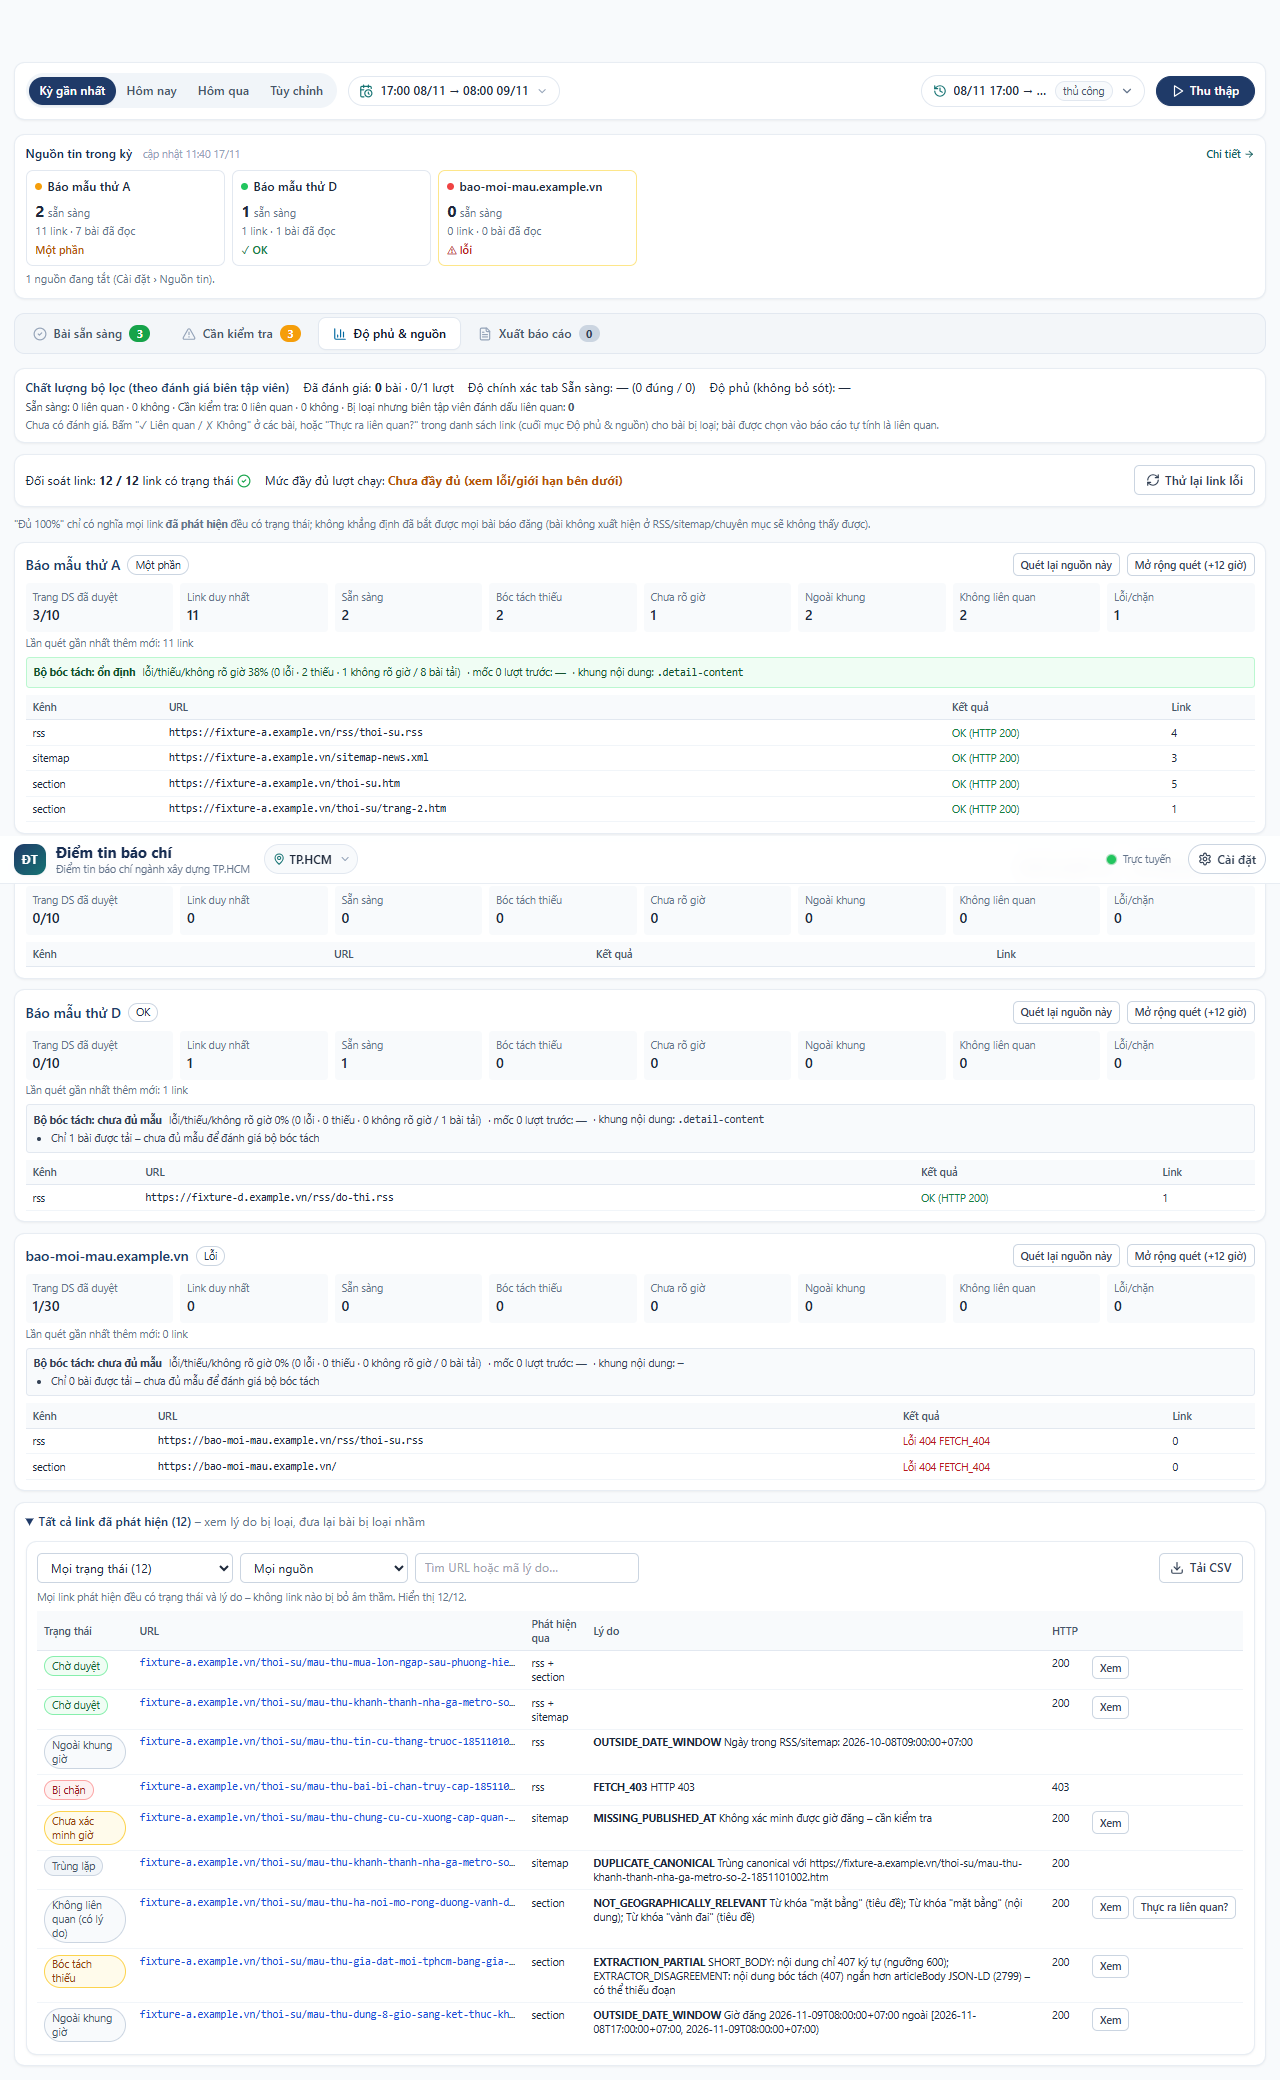 Kỳ gần nhất Hôm nay Hôm qua Tùy chỉnh 17:00 08/11 → 08:00 09/11 08/11 17:00 → ... thủ công Thu thập
Nguồn tin trong kỳ cập nhật 11:40 17/11 Chi tiết →
Báo mẫu thử A
2 sẵn sàng
11 link · 7 bài đã đọc
Một phần
Báo mẫu thử D
1 sẵn sàng
1 link · 1 bài đã đọc
✓ OK
bao-moi-mau.example.vn
0 sẵn sàng
0 link · 0 bài đã đọc
⚠ lỗi
1 nguồn đang tắt (Cài đặt › Nguồn tin).
Bài sẵn sàng 3 Cần kiểm tra 3 Độ phủ & nguồn Xuất báo cáo 0
Chất lượng bộ lọc (theo đánh giá biên tập viên) Đã đánh giá: 0 bài · 0/1 lượt Độ chính xác tab Sẵn sàng: — (0 đúng / 0) Độ phủ (không bỏ sót): —
Sẵn sàng: 0 liên quan · 0 không · Cần kiểm tra: 0 liên quan · 0 không · Bị loại nhưng biên tập viên đánh dấu liên quan: 0
Chưa có đánh giá. Bấm "✓ Liên quan / ✗ Không" ở các bài, hoặc "Thực ra liên quan?" trong danh sách link (cuối mục Độ phủ & nguồn) cho bài bị loại; bài được chọn vào báo cáo tự tính là liên quan.
Đối soát link: 12 / 12 link có trạng thái Mức đầy đủ lượt chạy: Chưa đầy đủ (xem lỗi/giới hạn bên dưới) Thử lại link lỗi
"Đủ 100%" chỉ có nghĩa mọi link đã phát hiện đều có trạng thái; không khẳng định đã bắt được mọi bài báo đăng (bài không xuất hiện ở RSS/sitemap/chuyên mục sẽ không thấy được).
Báo mẫu thử A Một phần Quét lại nguồn này Mở rộng quét (+12 giờ)
Trang DS đã duyệt Link duy nhất Sẵn sàng Bóc tách thiếu Chưa rõ giờ Ngoài khung Không liên quan Lỗi/chặn
3/10 11 2 2 1 2 2 1
Lần quét gần nhất thêm mới: 11 link
Bộ bóc tách: ổn định lỗi/thiếu/không rõ giờ 38% (0 lỗi · 2 thiếu · 1 không rõ giờ / 8 bài tải) · mốc 0 lượt trước: — · khung nội dung: .detail-content
Kênh URL Kết quả Link
rss https://fixture-a.example.vn/rss/thoi-su.rss OK (HTTP 200) 4
sitemap https://fixture-a.example.vn/sitemap-news.xml OK (HTTP 200) 3
section https://fixture-a.example.vn/thoi-su.htm OK (HTTP 200) 5
section https://fixture-a.example.vn/thoi-su/trang-2.htm OK (HTTP 200) 1
ĐT Điểm tin báo chí TP.HCM Trực tuyến Cài đặt
Điểm tin báo chí ngành xây dựng TP.HCM
Trang DS đã duyệt Link duy nhất Sẵn sàng Bóc tách thiếu Chưa rõ giờ Ngoài khung Không liên quan Lỗi/chặn
0/10 0 0 0 0 0 0 0
Kênh URL Kết quả Link
Báo mẫu thử D OK Quét lại nguồn này Mở rộng quét (+12 giờ)
Trang DS đã duyệt Link duy nhất Sẵn sàng Bóc tách thiếu Chưa rõ giờ Ngoài khung Không liên quan Lỗi/chặn
0/10 1 1 0 0 0 0 0
Lần quét gần nhất thêm mới: 1 link
Bộ bóc tách: chưa đủ mẫu lỗi/thiếu/không rõ giờ 0% (0 lỗi · 0 thiếu · 0 không rõ giờ / 1 bài tải) · mốc 0 lượt trước: — · khung nội dung: .detail-content
• Chỉ 1 bài được tải – chưa đủ mẫu để đánh giá bộ bóc tách
Kênh URL Kết quả Link
rss https://fixture-d.example.vn/rss/do-thi.rss OK (HTTP 200) 1
bao-moi-mau.example.vn Lỗi Quét lại nguồn này Mở rộng quét (+12 giờ)
Trang DS đã duyệt Link duy nhất Sẵn sàng Bóc tách thiếu Chưa rõ giờ Ngoài khung Không liên quan Lỗi/chặn
1/30 0 0 0 0 0 0 0
Lần quét gần nhất thêm mới: 0 link
Bộ bóc tách: chưa đủ mẫu lỗi/thiếu/không rõ giờ 0% (0 lỗi · 0 thiếu · 0 không rõ giờ / 0 bài tải) · mốc 0 lượt trước: — · khung nội dung: —
• Chỉ 0 bài được tải – chưa đủ mẫu để đánh giá bộ bóc tách
Kênh URL Kết quả Link
rss https://bao-moi-mau.example.vn/rss/thoi-su.rss Lỗi 404 FETCH_404 0
section https://bao-moi-mau.example.vn/ Lỗi 404 FETCH_404 0
▼ Tất cả link đã phát hiện (12) – xem lý do bị loại, đưa lại bài bị loại nhầm
Mọi trạng thái (12) Mọi nguồn Tìm URL hoặc mã lý do... Tải CSV
Mọi link phát hiện đều có trạng thái và lý do – không link nào bị bỏ âm thầm. Hiển thị 12/12.
Trạng thái URL Phát hiện qua Lý do HTTP
Chờ duyệt fixture-a.example.vn/thoi-su/mau-thu-mua-lon-ngap-sau-phuong-hie… rss + section 200 Xem
Chờ duyệt fixture-a.example.vn/thoi-su/mau-thu-khanh-thanh-nha-ga-metro-so… rss + sitemap 200 Xem
Ngoài khung giờ fixture-a.example.vn/thoi-su/mau-thu-tin-cu-thang-truoc-18511010… rss OUTSIDE_DATE_WINDOW Ngày trong RSS/sitemap: 2026-10-08T09:00:00+07:00
Bị chặn fixture-a.example.vn/thoi-su/mau-thu-bai-bi-chan-truy-cap-185110… rss FETCH_403 HTTP 403 403
Chưa xác minh giờ fixture-a.example.vn/thoi-su/mau-thu-chung-cu-cu-xuong-cap-quan-… sitemap MISSING_PUBLISHED_AT Không xác minh được giờ đăng – cần kiểm tra 200 Xem
Trùng lặp fixture-a.example.vn/thoi-su/mau-thu-khanh-thanh-nha-ga-metro-so… sitemap DUPLICATE_CANONICAL Trùng canonical với https://fixture-a.example.vn/thoi-su/mau-thu-
khanh-thanh-nha-ga-metro-so-2-1851101002.htm 200
Không liên quan (có lý do) fixture-a.example.vn/thoi-su/mau-thu-ha-noi-mo-rong-duong-vanh-d… section NOT_GEOGRAPHICALLY_RELEVANT Từ khóa "mặt bằng" (tiêu đề); Từ khóa "mặt bằng" (nội
dung); Từ khóa "vành đai" (tiêu đề) 200 Xem Thực ra liên quan?
Bóc tách thiếu fixture-a.example.vn/thoi-su/mau-thu-gia-dat-moi-tphcm-bang-gia-… section EXTRACTION_PARTIAL SHORT_BODY: nội dung chỉ 407 ký tự (ngưỡng 600);
EXTRACTOR_DISAGREEMENT: nội dung bóc tách (407) ngắn hơn articleBody JSON-LD (2799) –
có thể thiếu đoạn 200 Xem
Ngoài khung giờ fixture-a.example.vn/thoi-su/mau-thu-dung-8-gio-sang-ket-thuc-kh… section OUTSIDE_DATE_WINDOW Giờ đăng 2026-11-09T08:00:00+07:00 ngoài [2026-11-
08T17:00:00+07:00, 2026-11-09T08:00:00+07:00) 200 Xem